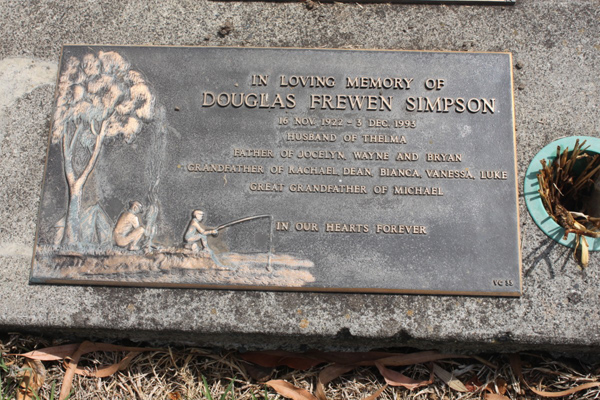 IN LOVING MEMORY OF
DOUGLAS FREWEN SIMPSON
16 NOV. 1922 - 3 DEC. 1993
HUSBAND OF THELMA
FATHER OF JOCELYN, WAYNE AND BRYAN
GRANDFATHER OF RACHAEL, DEAN, BIANCA, VANESSA, LUKE
GREAT GRANDFATHER OF MICHAEL
IN OUR HEARTS FOREVER